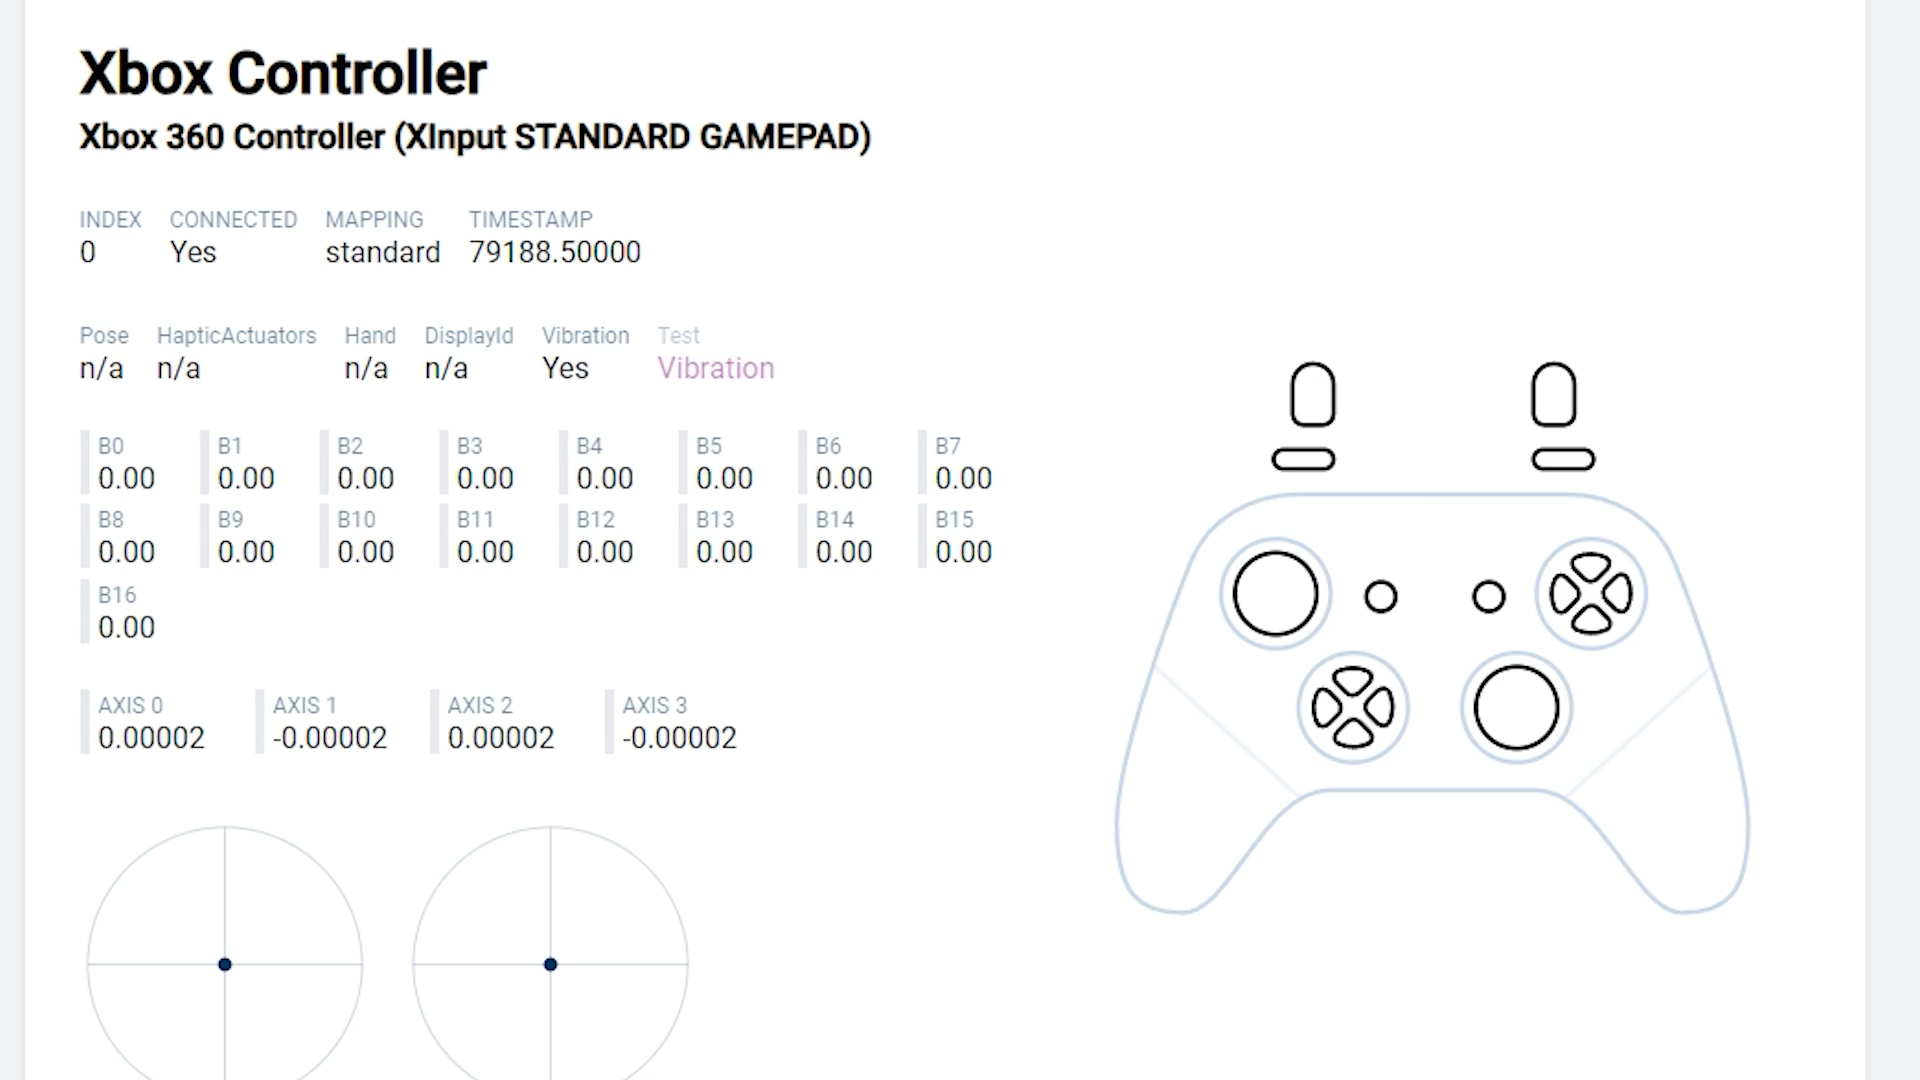 Xbox Controller
Xbox 360 Controller (XInput STANDARD GAMEPAD)
INDEX CONNECTED MAPPING TIMESTAMP
0 Yes standard 79188.50000
Pose HapticActuators Hand DisplayId Vibration Test
n/a n/a n/a n/a Yes Vibration
B0 B1 B2 B3 B4 B5 B6 B7
0.00 0.00 0.00 0.00 0.00 0.00 0.00 0.00
B8 B9 B10 B11 B12 B13 B14 B15
0.00 0.00 0.00 0.00 0.00 0.00 0.00 0.00
B16
0.00
AXIS 0 AXIS 1 AXIS 2 AXIS 3
0.00002 -0.00002 0.00002 -0.00002